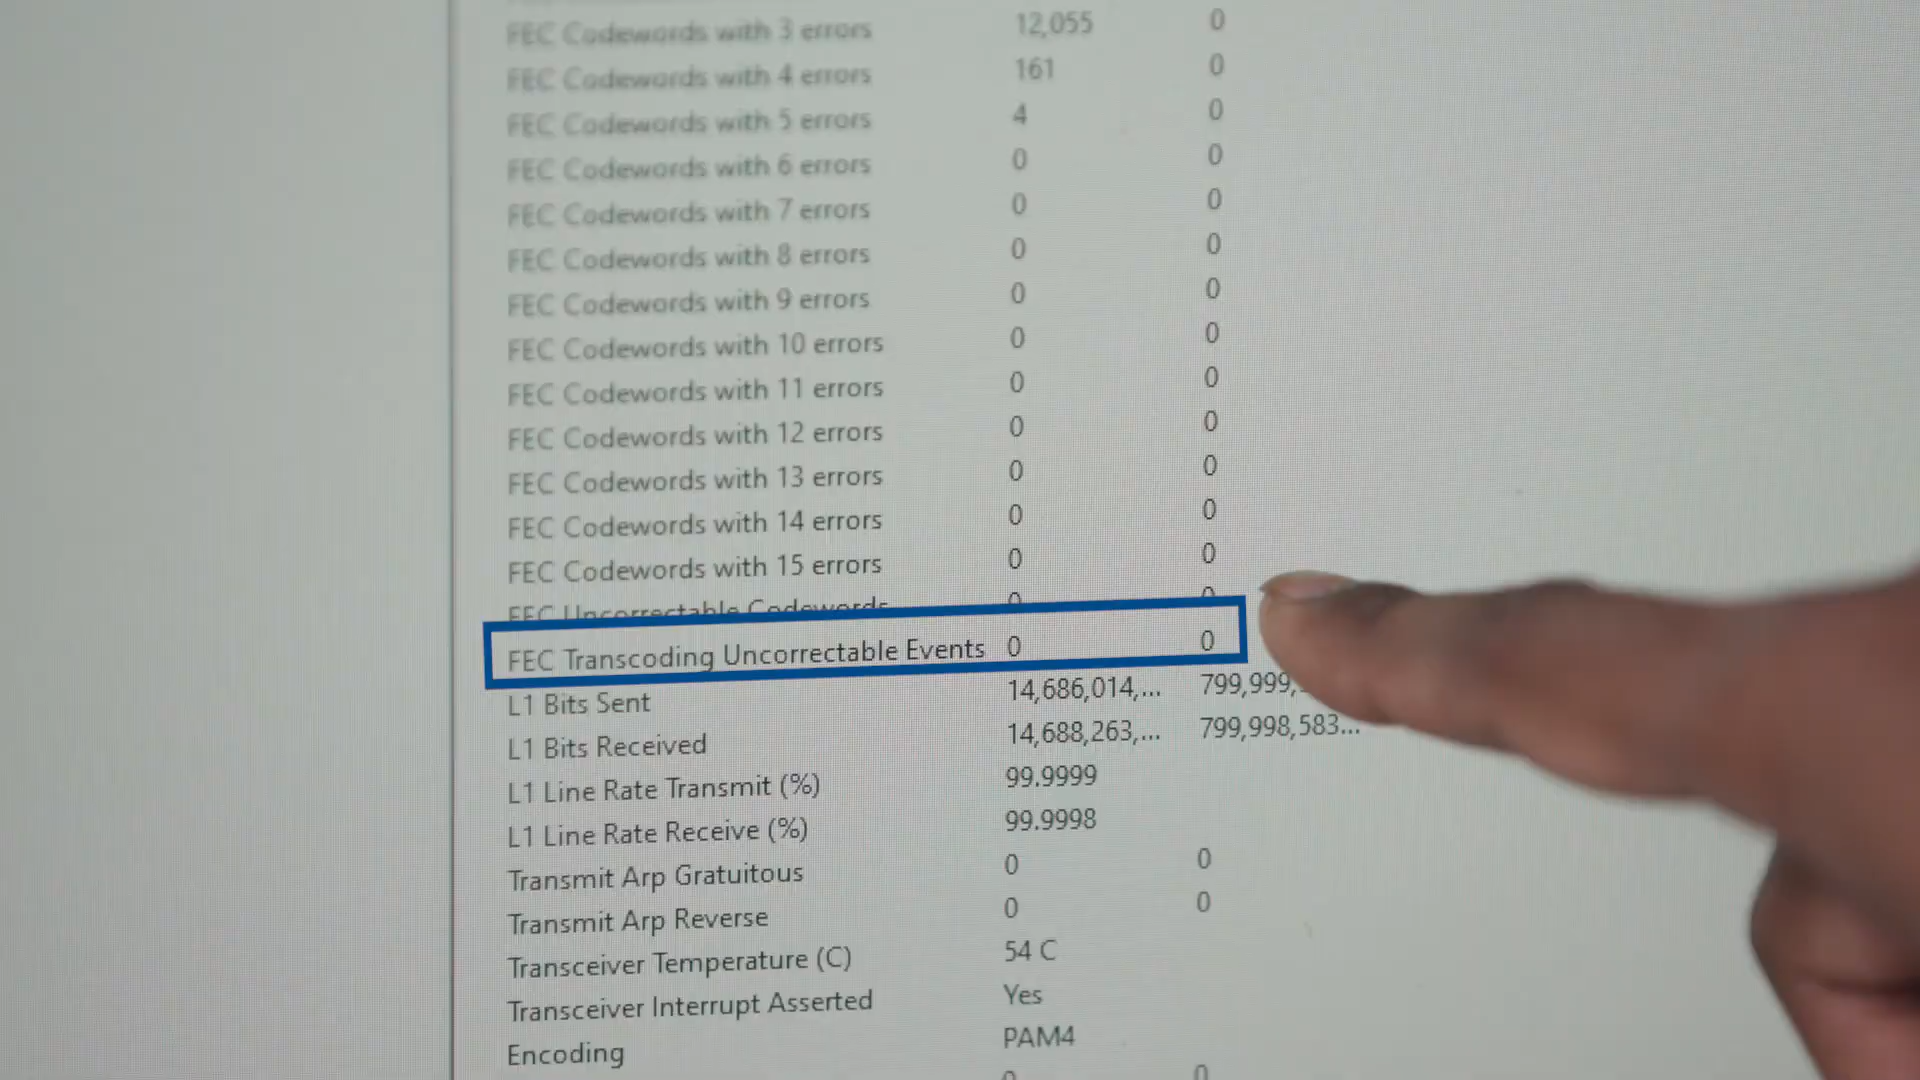 FEC Codewords with 3 errors 12,055 0
FEC Codewords with 4 errors 161 0
FEC Codewords with 5 errors 4 0
FEC Codewords with 6 errors 0 0
FEC Codewords with 7 errors 0 0
FEC Codewords with 8 errors 0 0
FEC Codewords with 9 errors 0 0
FEC Codewords with 10 errors 0 0
FEC Codewords with 11 errors 0 0
FEC Codewords with 12 errors 0 0
FEC Codewords with 13 errors 0 0
FEC Codewords with 14 errors 0 0
FEC Codewords with 15 errors 0 0
FEC Uncorrectable Codewords 0 0
FEC Transcoding Uncorrectable Events 0 0
L1 Bits Sent 14,686,014,... 799,999,
L1 Bits Received 14,688,263,... 799,998,583...
L1 Line Rate Transmit (%) 99.9999
L1 Line Rate Receive (%) 99.9998
Transmit Arp Gratuitous 0 0
Transmit Arp Reverse 0 0
Transceiver Temperature (C) 54 C
Transceiver Interrupt Asserted Yes
Encoding PAM4
0 0